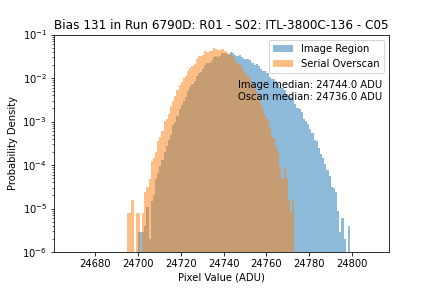 Bias 131 in Run 6790D: R01 - S02: ITL-3800C-136 - C05
Image Region
Serial Overscan
Image median: 24744.0 ADU
Oscan median: 24736.0 ADU
Probability Density
10⁻¹
10⁻²
10⁻³
10⁻⁴
10⁻⁵
10⁻⁶
24680 24700 24720 24740 24760 24780 24800
Pixel Value (ADU)